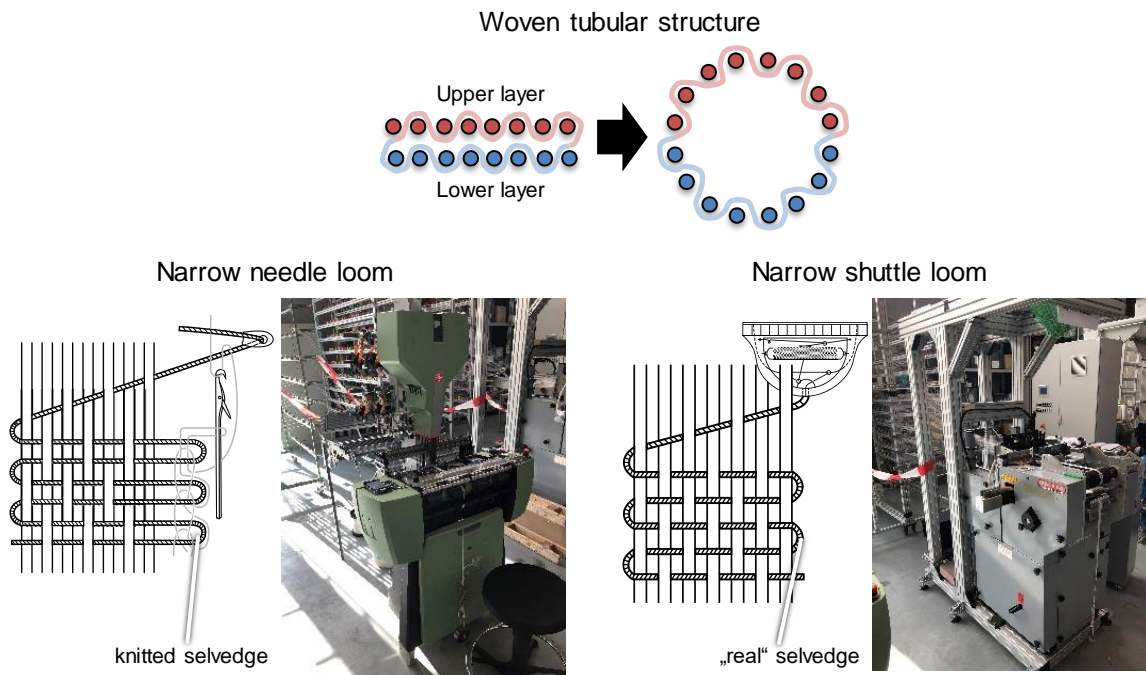 Woven tubular structure
Upper layer
Lower layer
Narrow needle loom
Narrow shuttle loom
knitted selvedge
„real“ selvedge